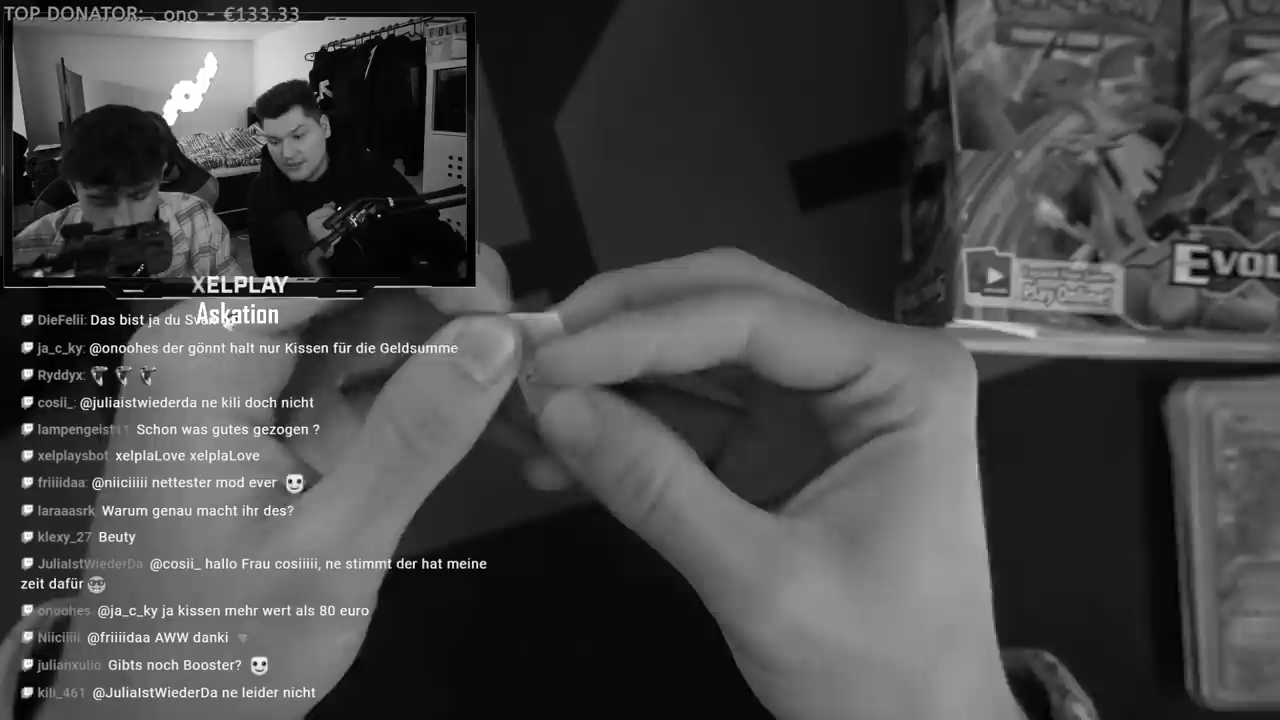 TOP DONATOR: ono - €133.33
XELPLAY
Askation
DieFelii: Das bist ja du
ja_c_ky: @onoohes der gönnt halt nur Kissen für die Geldsumme
Ryddyx:
cosii_: @juliaistwiederda ne kili doch nicht
Schon was gutes gezogen ?
xelplaysbot xelplaLove xelplaLove
friiiidaa: @niiciiiii nettester mod ever
laraaasrk Warum genau macht ihr des?
klexy_27 Beuty
JuliaIstWiederDa @cosii_ hallo Frau cosiiiii, ne stimmt der hat meine
zeit dafür
onoohes @ja_c_ky ja kissen mehr wert als 80 euro
Niiciiiii @friiiidaa AWW danki
julianxulio Gibts noch Booster?
kili_461 @JuliaIstWiederDa ne leider nicht
Play Online!